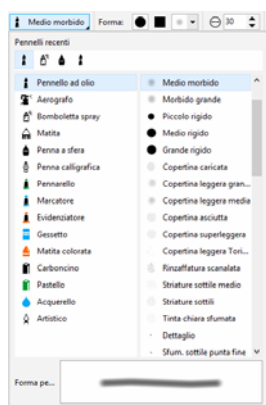 Medio morbido Forma: 30
Pennelli recenti
Pennello ad olio
Aerografo
Bomboletta spray
Matita
Penna a sfera
Penna calligrafica
Pennarello
Marcatore
Evidenziatore
Gessetto
Matita colorata
Carboncino
Pastello
Acquerello
Artistico
Medio morbido
Morbido grande
Piccolo rigido
Medio rigido
Grande rigido
Copertina caricata
Copertina leggera gran...
Copertina leggera media
Copertina asciutta
Copertina superleggera
Copertina leggera Tori...
Rinzaffatura scanalata
Striature sottile medio
Striature sottili
Tinta chiara sfumata
Dettaglio
Sfum. sottile punta fine
Forma pe...